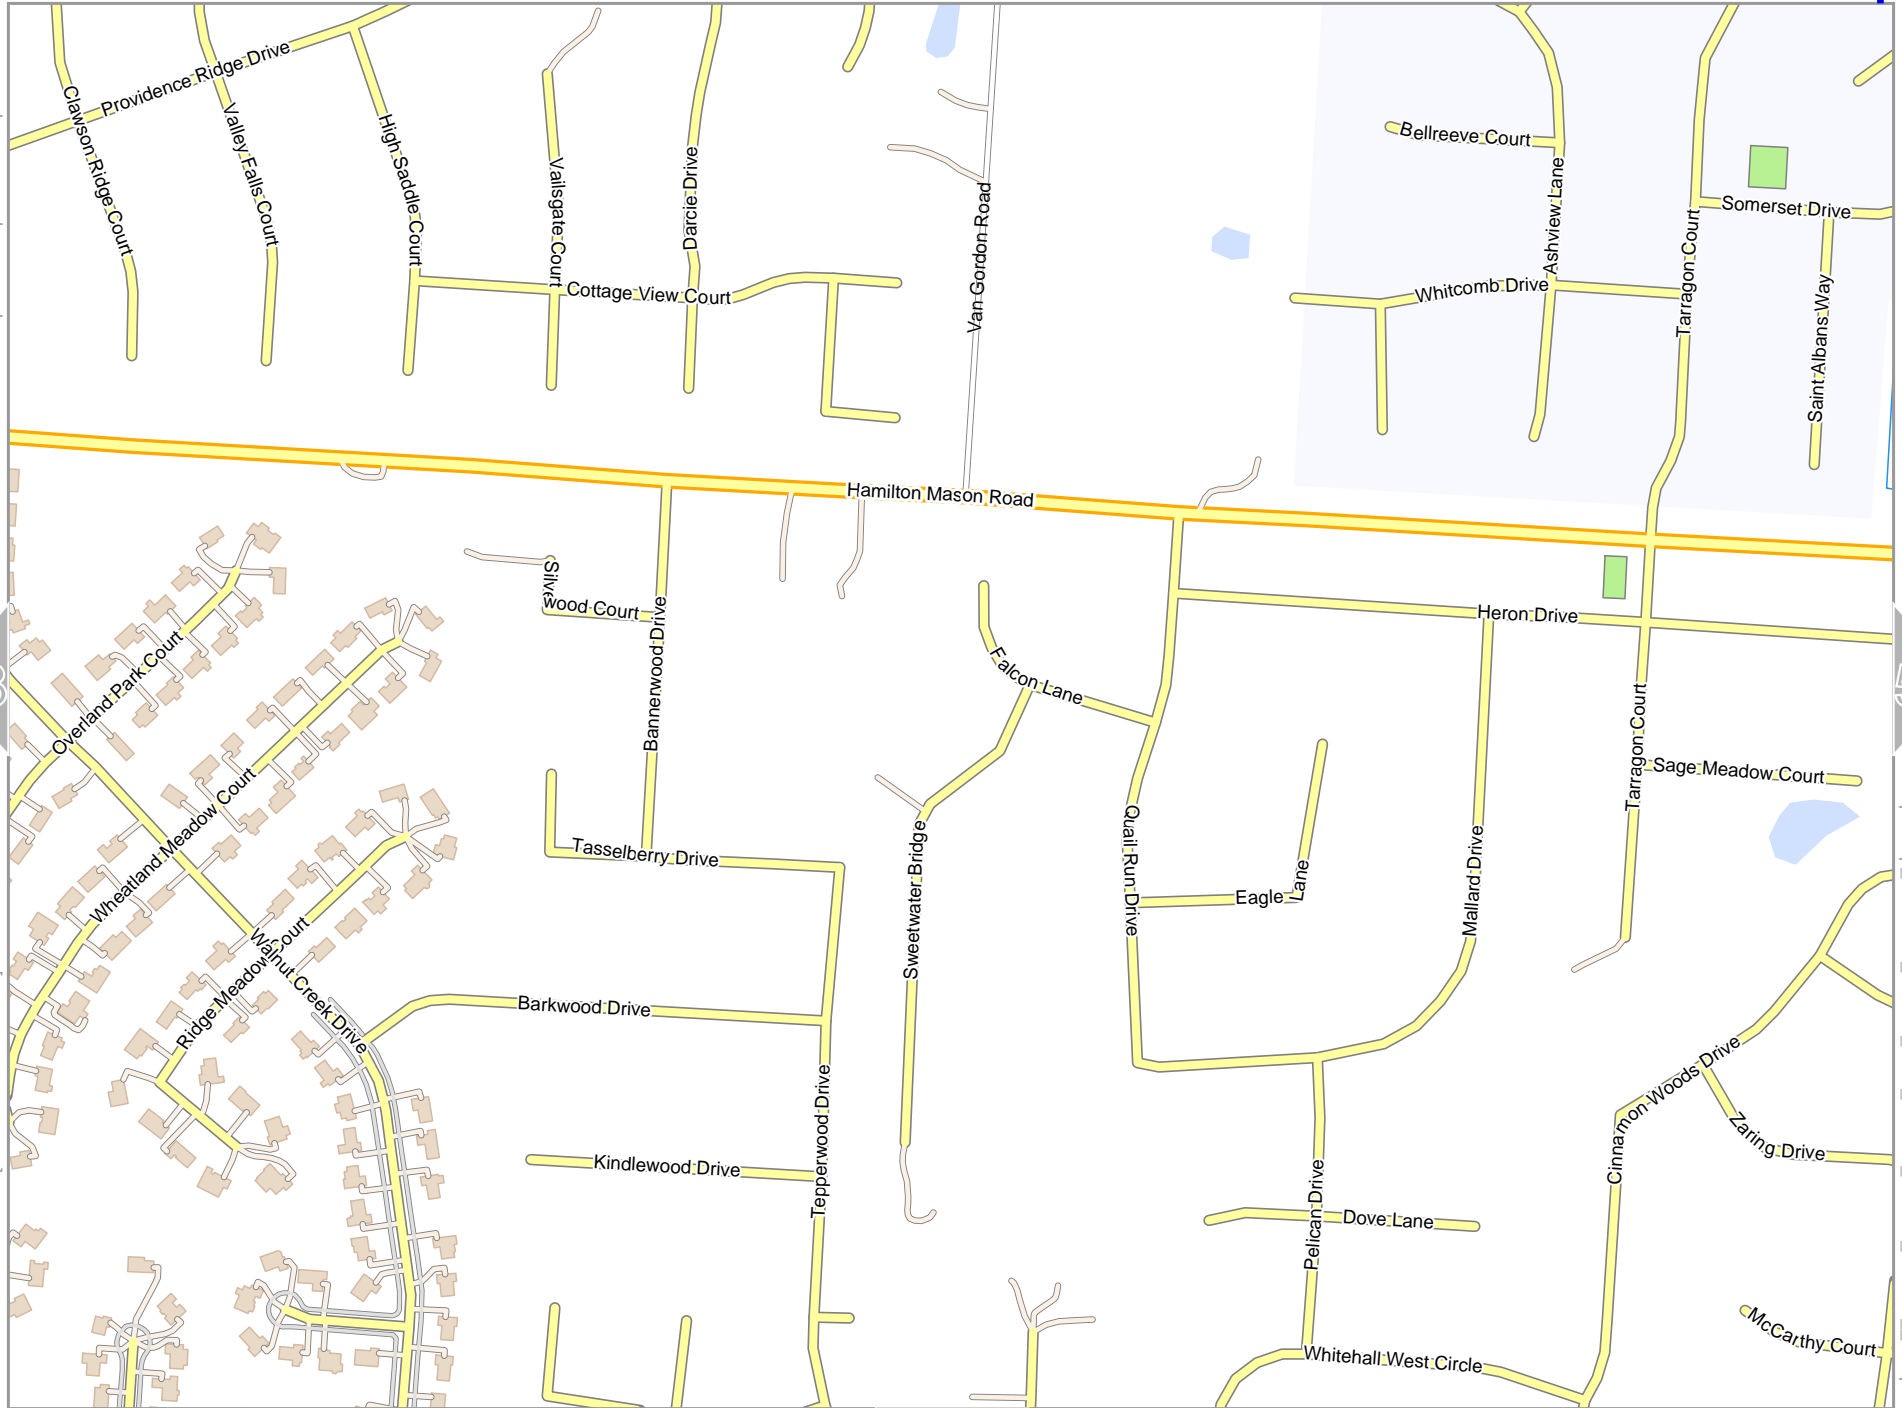 Providence Ridge Drive
Clawson Ridge Court
Valley Falls Court
High Saddle Court
Vailsgate Court
Darcie Drive
Cottage View Court
Van Gordon Road
Bellreeve Court
Ashview Lane
Whitcomb Drive
Tarragon Court
Somerset Drive
Saint Albans Way
Hamilton Mason Road
Silve
wood Court
Bannerwood Drive
Heron Drive
Falcon Lane
Overland Park Court
Wheatland Meadow Court
Tarragon Court
Sage Meadow Court
Tasselberry Drive
Sweetwater Bridge
Quail Run Drive
Eagle Lane
Mallard Drive
Walnut Creek Drive
Ridge Meadow Court
Barkwood Drive
Tepperwood Drive
Kindlewood Drive
Pelican Drive
Dove Lane
Cinnamon Woods Drive
Zaring Drive
McCarthy Court
Whitehall West Circle